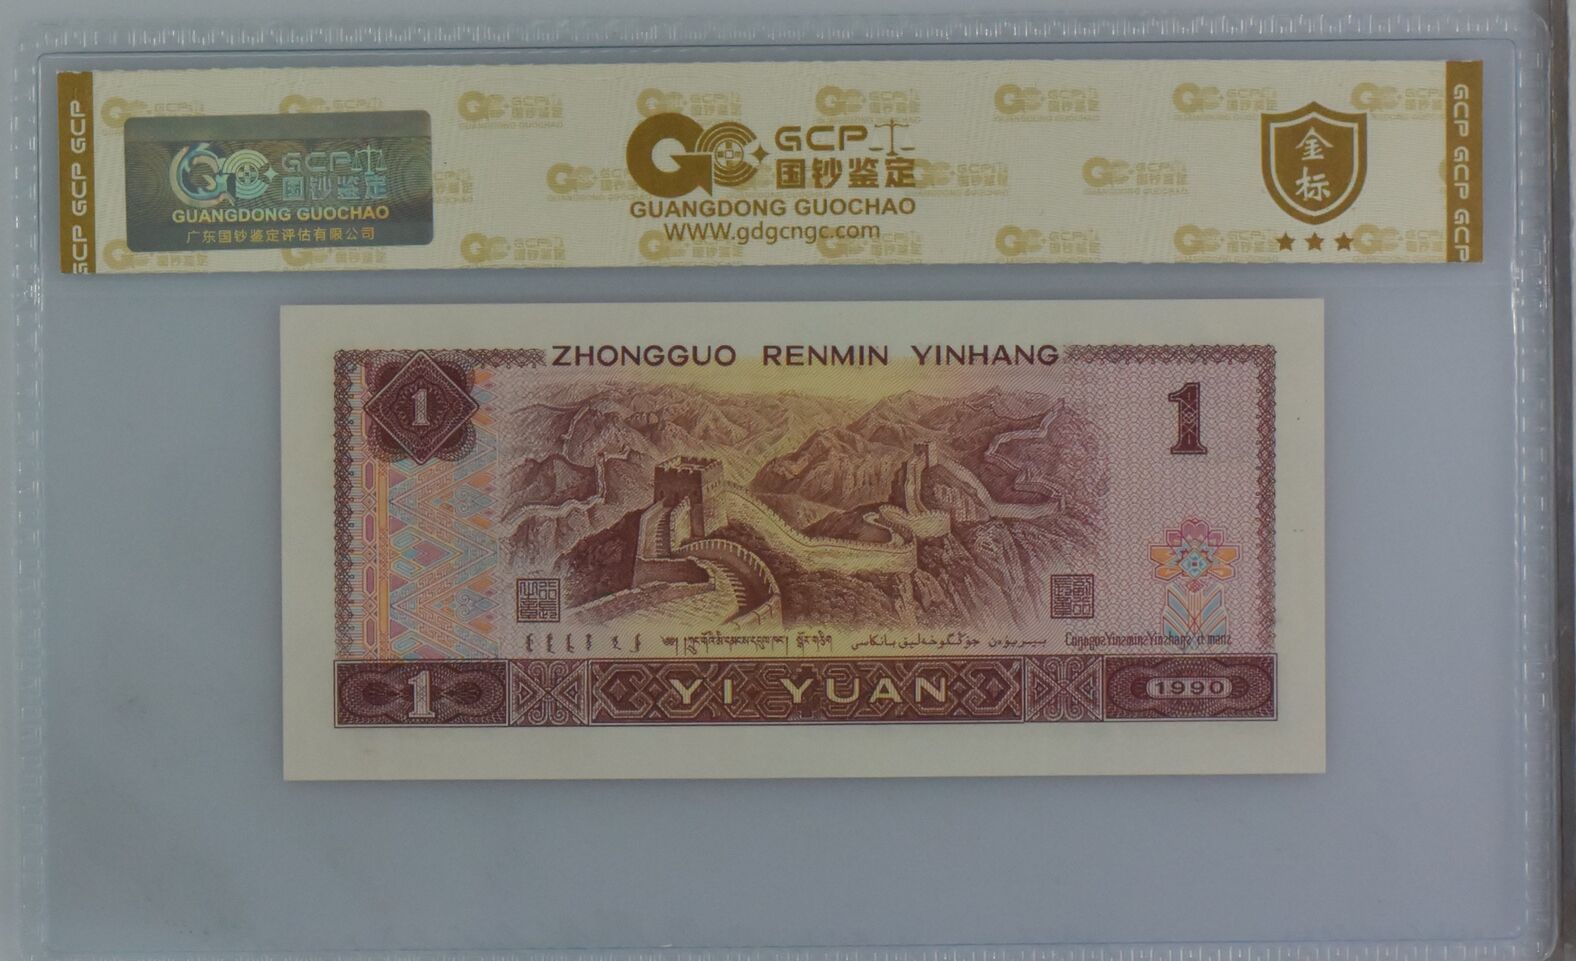 GCP GCP GCP
GCP
国钞鉴定
GUANGDONG GUOCHAO
广东国钞鉴定评估有限公司
GCP
国钞鉴定
GUANGDONG GUOCHAO
WWW.gdgcngc.com
金标
GCP GCP GCP
ZHONGGUO RENMIN YINHANG
1
1
1
YI YUAN
1990